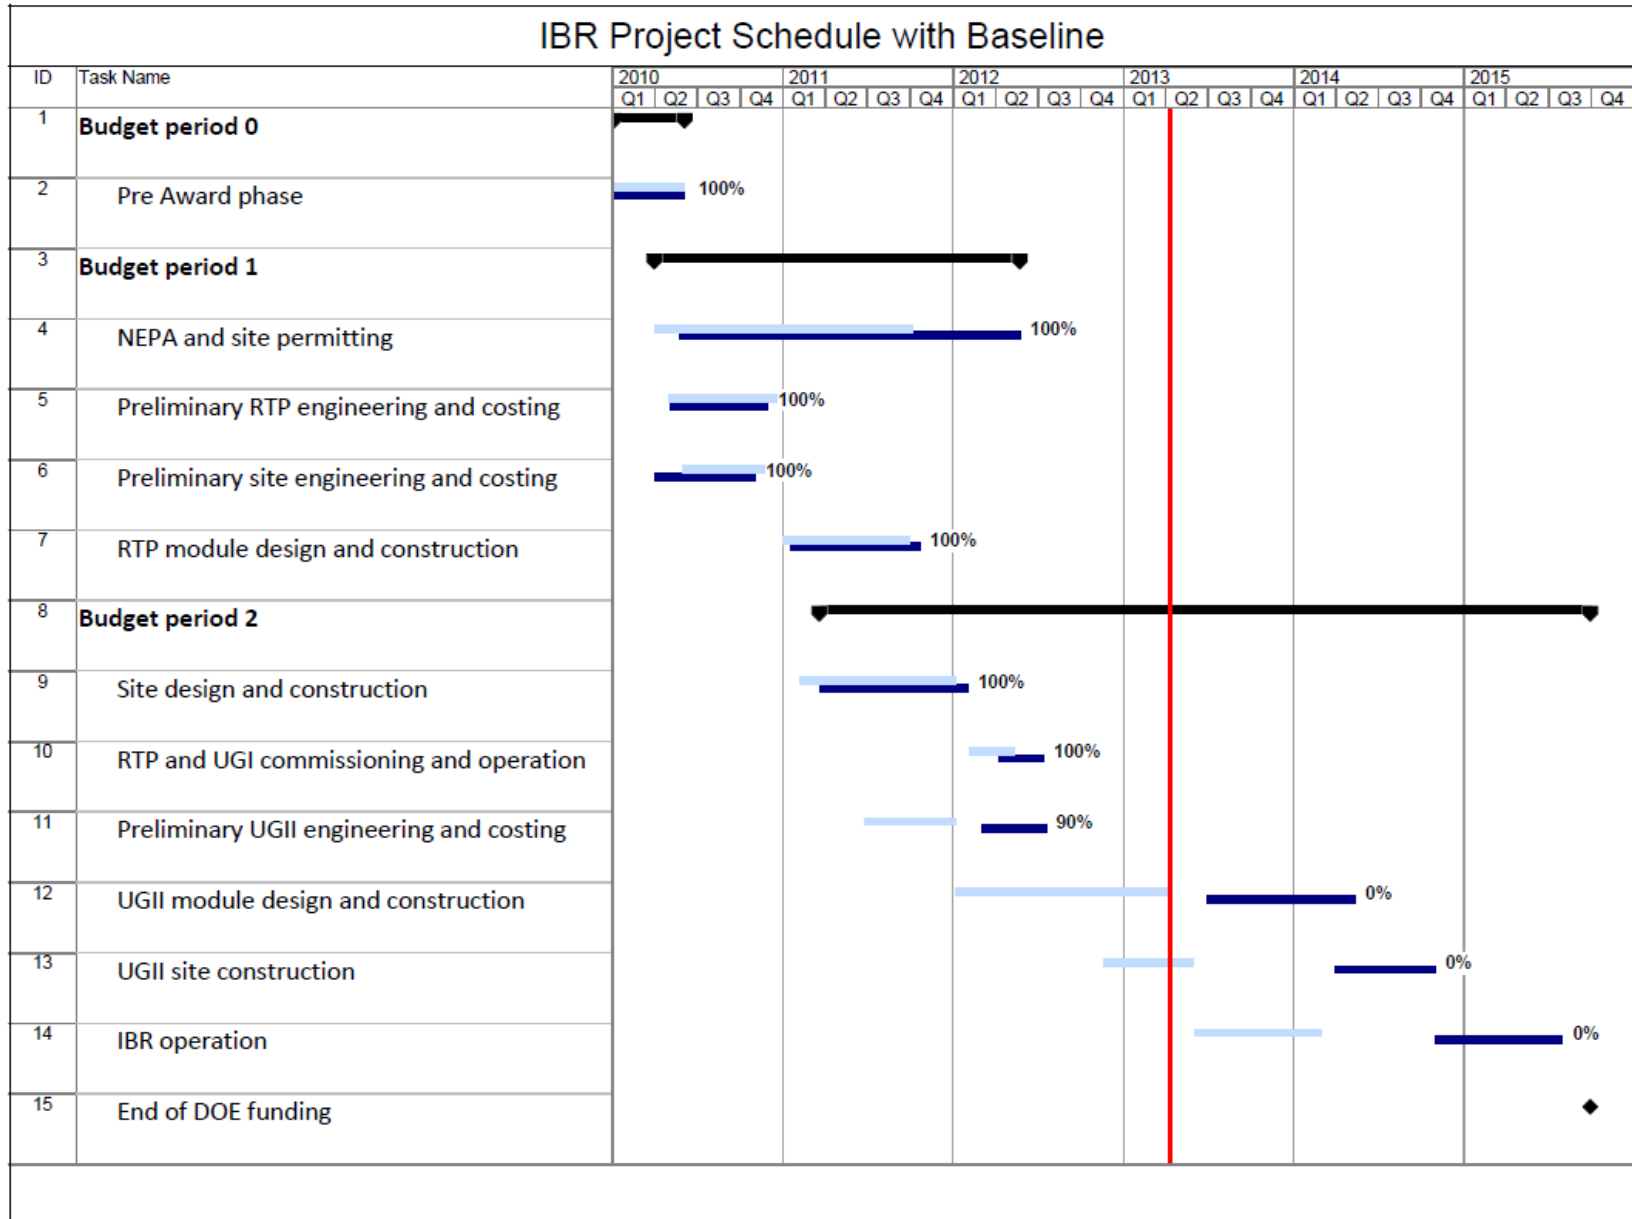 IBR Project Schedule with Baseline
ID Task Name 2010 2011 2012 2013 2014 2015
Q1 Q2 Q3 Q4 Q1 Q2 Q3 Q4 Q1 Q2 Q3 Q4 Q1 Q2 Q3 Q4 Q1 Q2 Q3 Q4 Q1 Q2 Q3 Q4
1 Budget period 0
2 Pre Award phase 100%
3 Budget period 1
4 NEPA and site permitting 100%
5 Preliminary RTP engineering and costing 100%
6 Preliminary site engineering and costing 100%
7 RTP module design and construction 100%
8 Budget period 2
9 Site design and construction 100%
10 RTP and UGI commissioning and operation 100%
11 Preliminary UGII engineering and costing 90%
12 UGII module design and construction 0%
13 UGII site construction 0%
14 IBR operation 0%
15 End of DOE funding